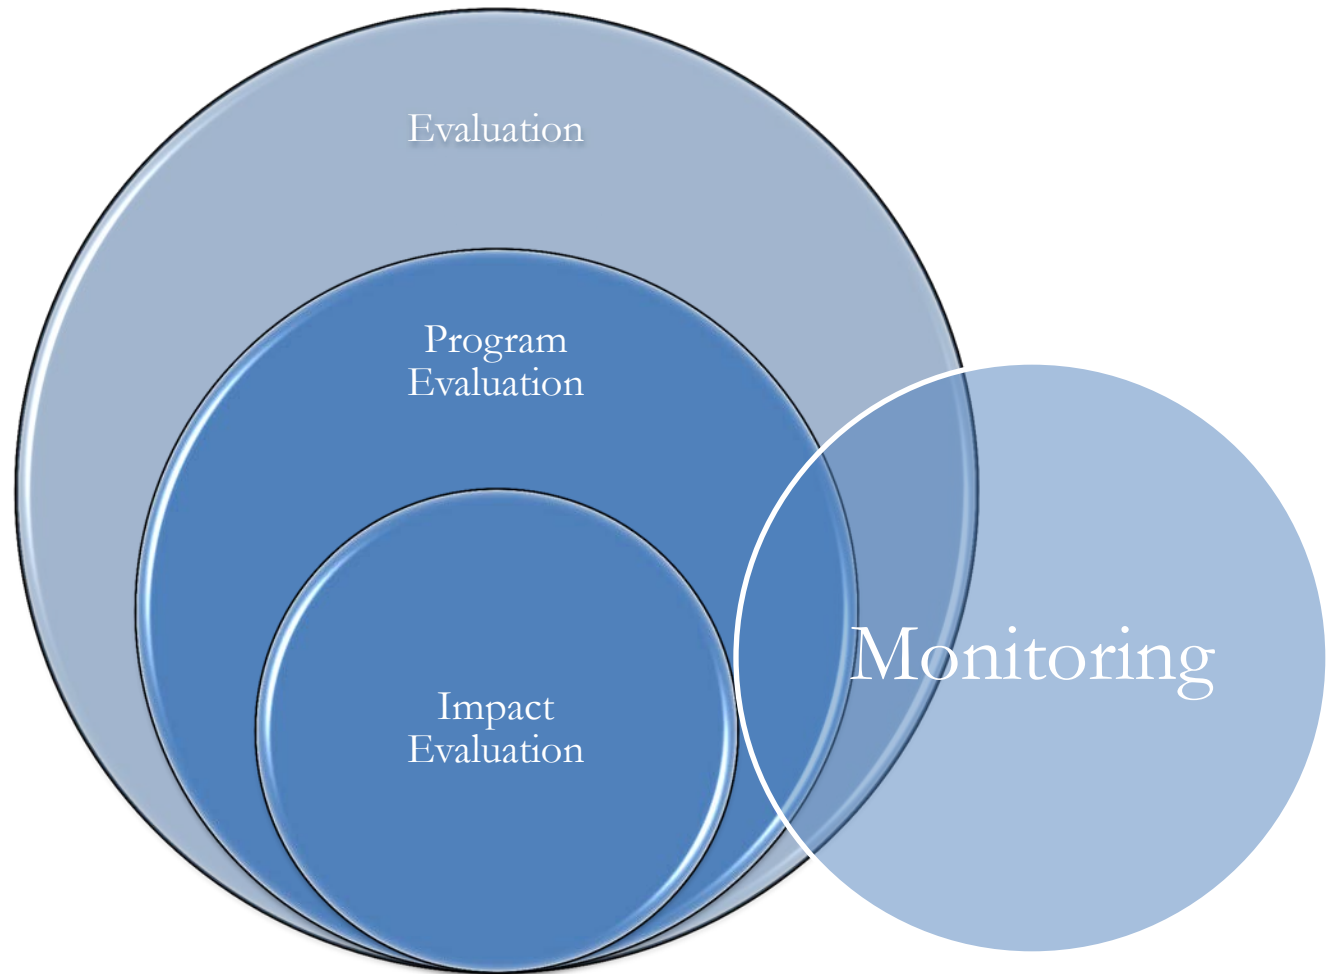 Evaluation
Program
Evaluation
Monitoring
Impact
Evaluation